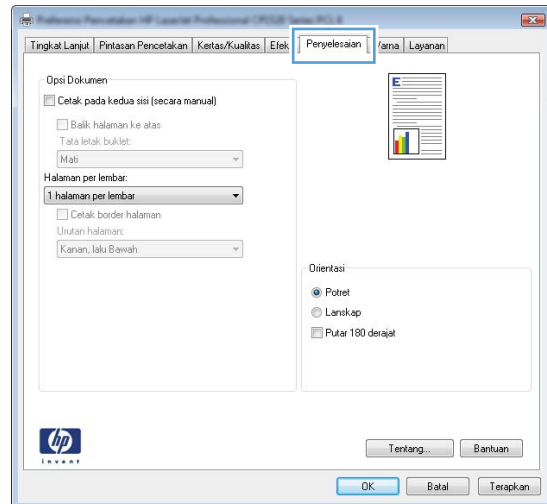 Tingkat Lanjut Pintasan Pencetakan Kertas/Kualitas Efek Penyelesaian Layanan
Opsi Dokumen
Cetak pada kedua sisi (secara manual)
Balik halaman ke atas
Tata letak buklet:
Mati
Halaman per lembar:
1 halaman per lembar
Cetak border halaman
Urutan halaman:
Kanan, lalu Bawah
E
Orientasi
Potret
Lanskap
Putar 180 derajat
hp
invent
Tentang... Bantuan
OK Batal Terapkan